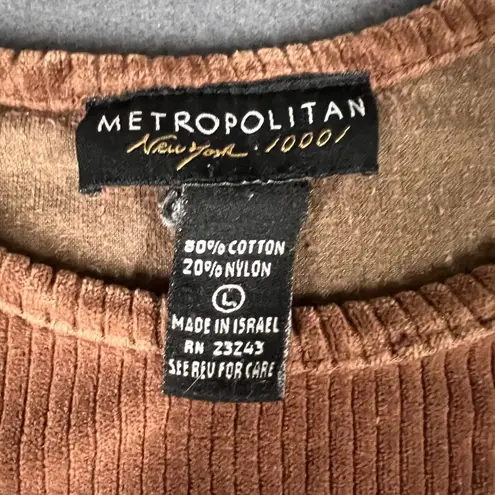 METROPOLITAN
New York · 10001
80% COTTON
20% NYLON
L
MADE IN ISRAEL
RN 23243
SEE REV FOR CARE